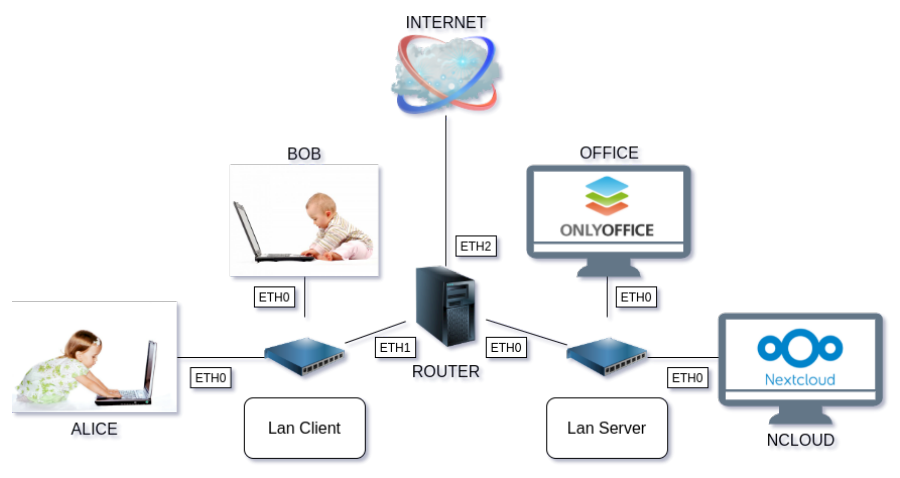 INTERNET
BOB
OFFICE
ONLYOFFICE
ETH2
ETH0
ETH0
ETH1
ETH0
Nextcloud
ROUTER
ETH0
ETH0
ALICE
Lan Client
Lan Server
NCLOUD